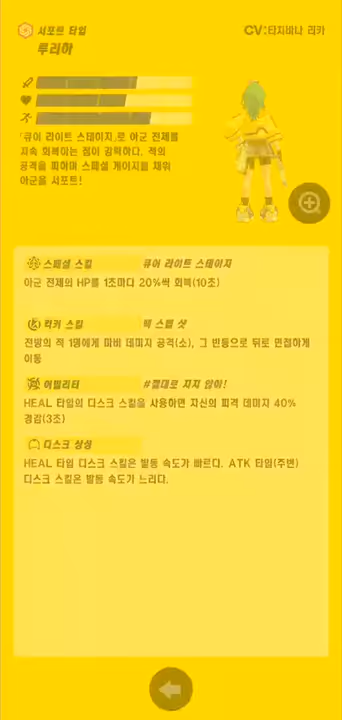 서포트 타입
CV:타치바나 리카
루리하
'큐어 라이트 스테이지'로 아군 전체를
지속 회복하는 점이 강력하다. 적의
공격을 피하며 스페셜 게이지를 채워
아군을 서포트!
스페셜 스킬 큐어 라이트 스테이지
아군 전체의 HP를 1초마다 20%씩 회복(10초)
킥커 스킬 백 스텝 샷
전방의 적 1명에게 마비 데미지 공격(소), 그 반동으로 뒤로 민첩하게
이동
어빌리티 #절대로 지지 않아!
HEAL 타입의 디스크 스킬을 사용하면 자신의 피격 데미지 40%
경감(3초)
디스크 상성
HEAL 타입 디스크 스킬은 발동 속도가 빠르다. ATK 타입(주변)
디스크 스킬은 발동 속도가 느리다.